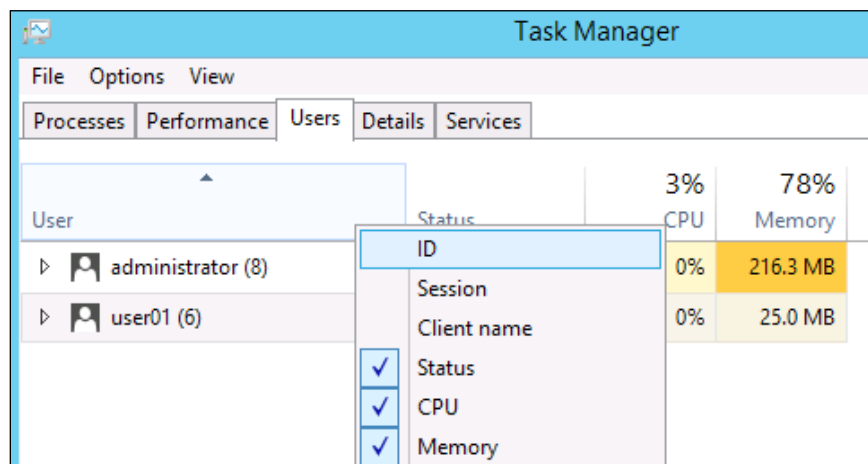 Task Manager
File Options View
Processes Performance Users Details Services
3% 78%
User Status CPU Memory
administrator (8) 0% 216.3 MB
user01 (6) 0% 25.0 MB
ID
Session
Client name
Status
CPU
Memory